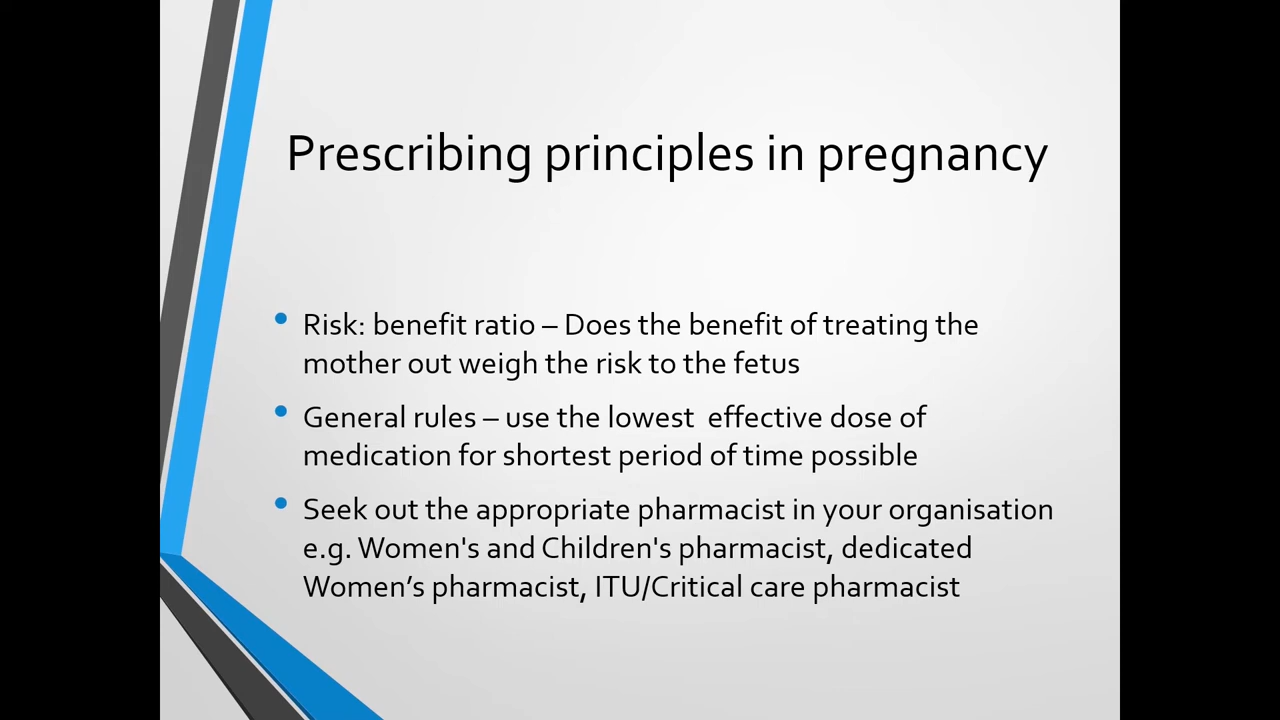 Prescribing principles in pregnancy
• Risk: benefit ratio – Does the benefit of treating the
mother out weigh the risk to the fetus
• General rules – use the lowest  effective dose of
medication for shortest period of time possible
• Seek out the appropriate pharmacist in your organisation
e.g. Women's and Children's pharmacist, dedicated
Women’s pharmacist, ITU/Critical care pharmacist